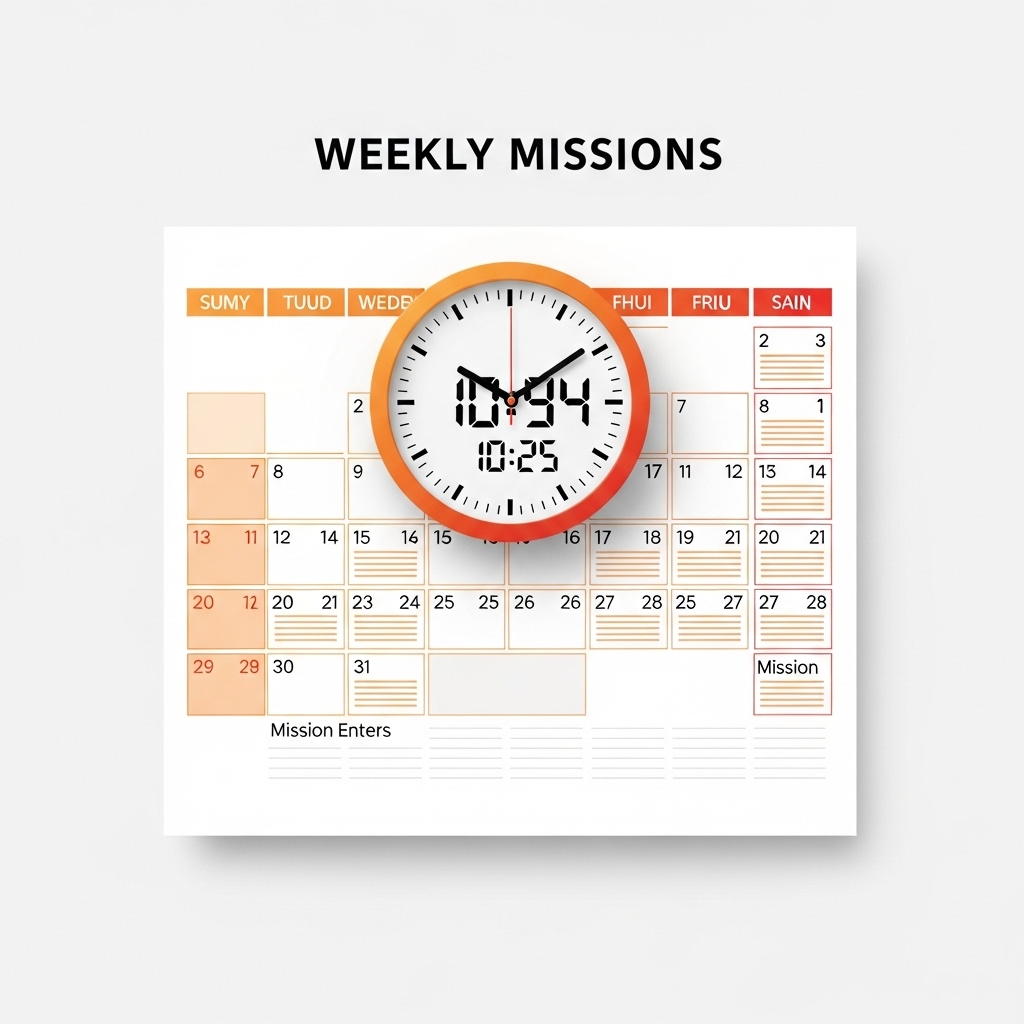 WEEKLY MISSIONS
SUMY TUUD WEDE FHUI FRIU SAIN
2 3
2 7 8 1
6 7 8 9 17 11 12 13 14
13 11 12 14 15 16 15 16 17 18 19 21 20 21
20 12 20 21 23 24 25 25 26 26 27 28 25 27 27 28
29 29 30 31 Mission
Mission Enters
10:94
10:25